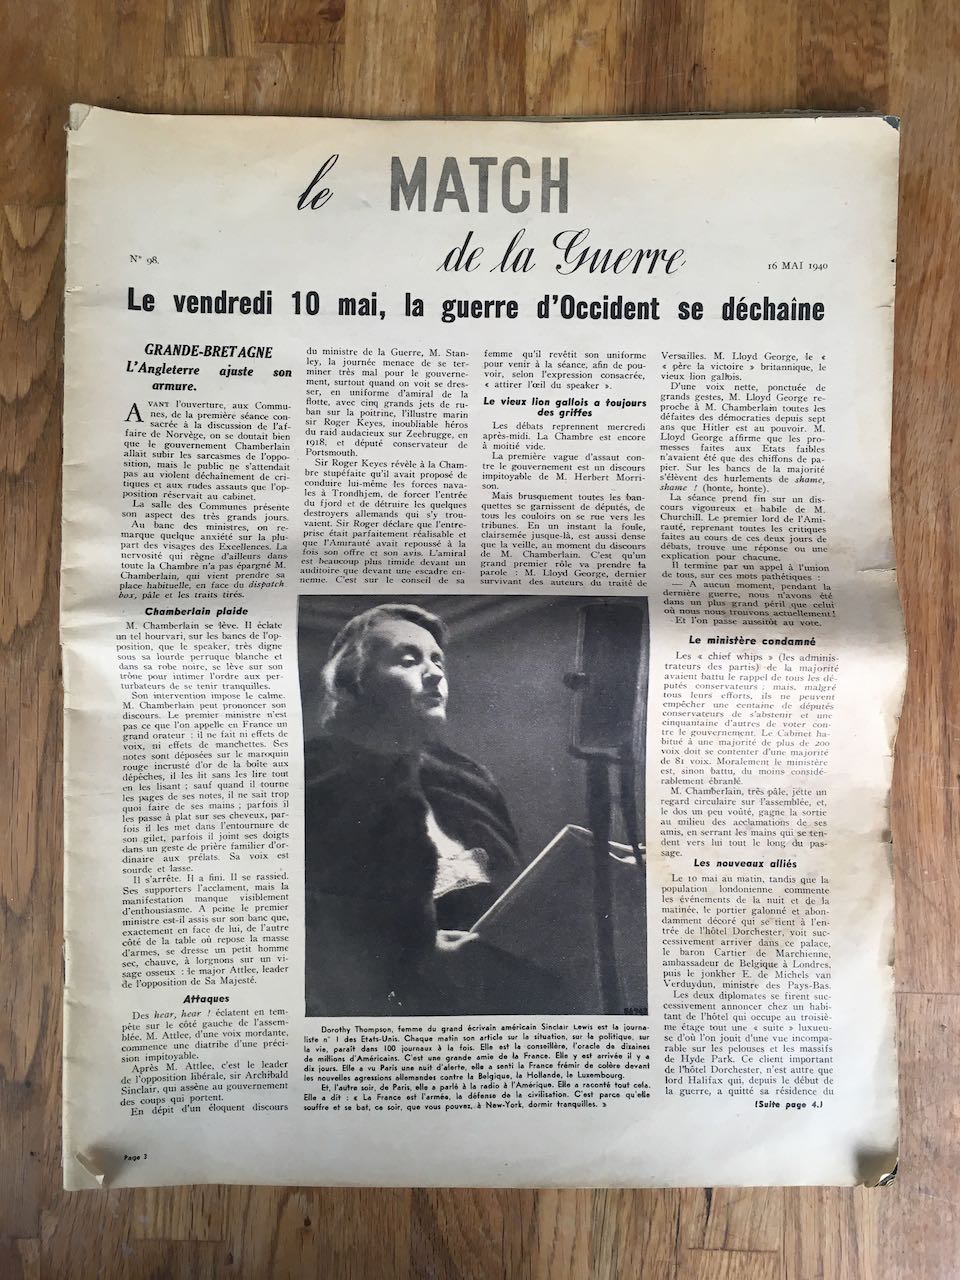 le MATCH
de la Guerre
N° 98.
16 MAI 1940
Le vendredi 10 mai, la guerre d'Occident se déchaîne
GRANDE-BRETAGNE
L'Angleterre ajuste son
armure.
AVANT l'ouverture, aux Commu-
nes, de la première séance con-
sacrée à la discussion de l'af-
faire de Norvège, on se doutait bien
que le gouvernement Chamberlain
allait subir les sarcasmes de l'oppo-
sition, mais le public ne s'attendait
pas au violent déchaînement de cri-
tiques et aux rudes assauts que l'op-
position réservait au cabinet.
La salle des Communes présente
son aspect des très grands jours.
Au banc des ministres, on re-
marque quelque anxiété sur la plu-
part des visages des Excellences. La
nervosité qui règne d'ailleurs dans
toute la Chambre n'a pas épargné M.
Chamberlain, qui vient prendre sa
place habituelle, en face du dispatch
box, pâle et les traits tirés.
Chamberlain plaide
M. Chamberlain se lève. Il éclate
un tel hourvari, sur les bancs de l'op-
position, que le speaker, très digne
sous sa lourde perruque blanche et
dans sa robe noire, se lève sur son
trône pour intimer l'ordre aux per-
turbateurs de se tenir tranquilles.
Son intervention impose le calme.
M. Chamberlain peut prononcer son
discours. Le premier ministre n'est
pas ce que l'on appelle en France un
grand orateur : il ne fait ni effets de
voix, ni effets de manchettes. Ses
notes sont déposées sur le maroquin
rouge incrusté d'or de la boîte aux
dépêches, il les lit sans les lire tout
en les lisant ; sauf quand il tourne
les pages de ses notes, il ne sait trop
quoi faire de ses mains ; parfois il
les passe à plat sur ses cheveux, par-
fois il les met dans l'entournure de
son gilet, parfois il joint ses doigts
dans un geste de prière familier d'or-
dinaire aux prélats. Sa voix est
sourde et lasse.
Il s'arrête. Il a fini. Il se rassied.
Ses supporters l'acclament, mais la
manifestation manque visiblement
d'enthousiasme. A peine le premier
ministre est-il assis sur son banc que,
exactement en face de lui, de l'autre
côté de la table où repose la masse
d'armes, se dresse un petit homme
sec, chauve, à lorgnons sur un vi-
sage osseux : le major Attlee, leader
de l'opposition de Sa Majesté.
Attaques
Des hear, hear ! éclatent en tem-
pête sur le côté gauche de l'assem-
blée. M. Attlee, d'une voix mordante,
commence une diatribe d'une préci-
sion impitoyable.
Après M. Attlee, c'est le leader
de l'opposition libérale, sir Archibald
Sinclair, qui assène au gouvernement
des coups qui portent.
En dépit d'un éloquent discours
du ministre de la Guerre, M. Stan-
ley, la journée menace de se ter-
miner très mal pour le gouverne-
ment, surtout quand on voit se dres-
ser, en uniforme d'amiral de la
flotte, avec cinq grands jets de ru-
ban sur la poitrine, l'illustre marin
sir Roger Keyes, inoubliable héros
du raid audacieux sur Zeebrugge, en
1918, et député conservateur de
Portsmouth.
Sir Roger Keyes révèle à la Cham-
bre stupéfaite qu'il avait proposé de
conduire lui-même les forces nava-
les à Trondhjem, de forcer l'entrée
du fjord et de détruire les quelques
destroyers allemands qui s'y trou-
vaient. Sir Roger déclare que l'entre-
prise était parfaitement réalisable et
que l'Amirauté avait repoussé à la
fois son offre et son avis. L'amiral
est beaucoup plus timide devant un
auditoire que devant une escadre en-
nemie. C'est sur le conseil de sa
femme qu'il revêtit son uniforme
pour venir à la séance, afin de pou-
voir, selon l'expression consacrée,
« attirer l'œil du speaker ».
Le vieux lion gallois a toujours
des griffes
Les débats reprennent mercredi
après-midi. La Chambre est encore
à moitié vide.
La première vague d'assaut con-
tre le gouvernement est un discours
impitoyable de M. Herbert Morri-
son.
Mais brusquement toutes les ban-
quettes se garnissent de députés, de
tous les couloirs on se rue vers les
tribunes. En un instant la foule,
clairsemée jusque-là, est aussi dense
que la veille, au moment du discours
de M. Chamberlain. C'est qu'un
grand premier rôle va prendre la
parole : M. Lloyd George, dernier
survivant des auteurs du traité de
Versailles. M. Lloyd George, le «
« père la victoire » britannique, le
vieux lion gallois.
D'une voix nette, ponctuée de
grands gestes, M. Lloyd George re-
proche à M. Chamberlain toutes les
défaites des démocraties depuis sept
ans que Hitler est au pouvoir. M.
Lloyd George affirme que les pro-
messes faites aux Etats faibles
n'avaient été que des chiffons de pa-
pier. Sur les bancs de la majorité
s'élèvent des hurlements de shame,
shame ! (honte, honte).
La séance prend fin sur un dis-
cours vigoureux et habile de M.
Churchill. Le premier lord de l'Ami-
rauté, reprenant toutes les critiques
faites au cours de ces deux jours de
débats, trouve une réponse ou une
explication pour chacune.
Il termine par un appel à l'union
de tous, sur ces mots pathétiques :
— A aucun moment, pendant la
dernière guerre, nous n'avons été
dans un plus grand péril que celui
où nous nous trouvons actuellement !
Et l'on passe aussitôt au vote.
Le ministère condamné
Les « chief whips » (les adminis-
trateurs des partis) de la majorité
avaient battu le rappel de tous les dé-
putés conservateurs ; mais, malgré
tous leurs efforts, ils ne peuvent
empêcher une centaine de députés
conservateurs de s'abstenir et une
cinquantaine d'autres de voter con-
tre le gouvernement. Le Cabinet ha-
bitué à une majorité de plus de 200
voix doit se contenter d'une majorité
de 81 voix. Moralement le ministère
est, sinon battu, du moins considé-
rablement ébranlé.
M. Chamberlain, très pâle, jette un
regard circulaire sur l'assemblée, et,
le dos un peu voûté, gagne la sortie
au milieu des acclamations de ses
amis, en serrant les mains qui se ten-
dent vers lui tout le long du pas-
sage.
Les nouveaux alliés
Le 10 mai au matin, tandis que la
population londonienne commente
les événements de la nuit et de la
matinée, le portier galonné et abon-
damment décoré qui se tient à l'en-
trée de l'hôtel Dorchester, voit suc-
cessivement arriver dans ce palace,
le baron Cartier de Marchienne,
ambassadeur de Belgique à Londres,
puis le jonkher E. de Michels van
Verduydun, ministre des Pays-Bas.
Les deux diplomates se firent suc-
cessivement annoncer chez un habi-
tant de l'hôtel qui occupe au troisiè-
me étage tout une « suite » luxueu-
se d'où l'on jouit d'une vue incompa-
rable sur les pelouses et les massifs
de Hyde Park. Ce client important
de l'hôtel Dorchester, n'est autre que
lord Halifax qui, depuis le début de
la guerre, a quitté sa résidence du
(Suite page 4.)
Dorothy Thompson, femme du grand écrivain américain Sinclair Lewis est la journa-
liste n° 1 des Etats-Unis. Chaque matin son article sur la situation, sur la politique, sur
la vie, paraît dans 100 journaux à la fois. Elle est la conseillère, l'oracle de dizaines
de millions d'Américains. C'est une grande amie de la France. Elle y est arrivée il y a
dix jours. Elle a vu Paris une nuit d'alerte, elle a senti la France frémir de colère devant
les nouvelles agressions allemandes contre la Belgique, la Hollande, le Luxembourg.
Et, l'autre soir, de Paris, elle a parlé à la radio à l'Amérique. Elle a raconté tout cela.
Elle a dit : « La France est l'armée, la défense de la civilisation. C'est parce qu'elle
souffre et se bat, ce soir, que vous pouvez, à New-York, dormir tranquilles. »
Page 3